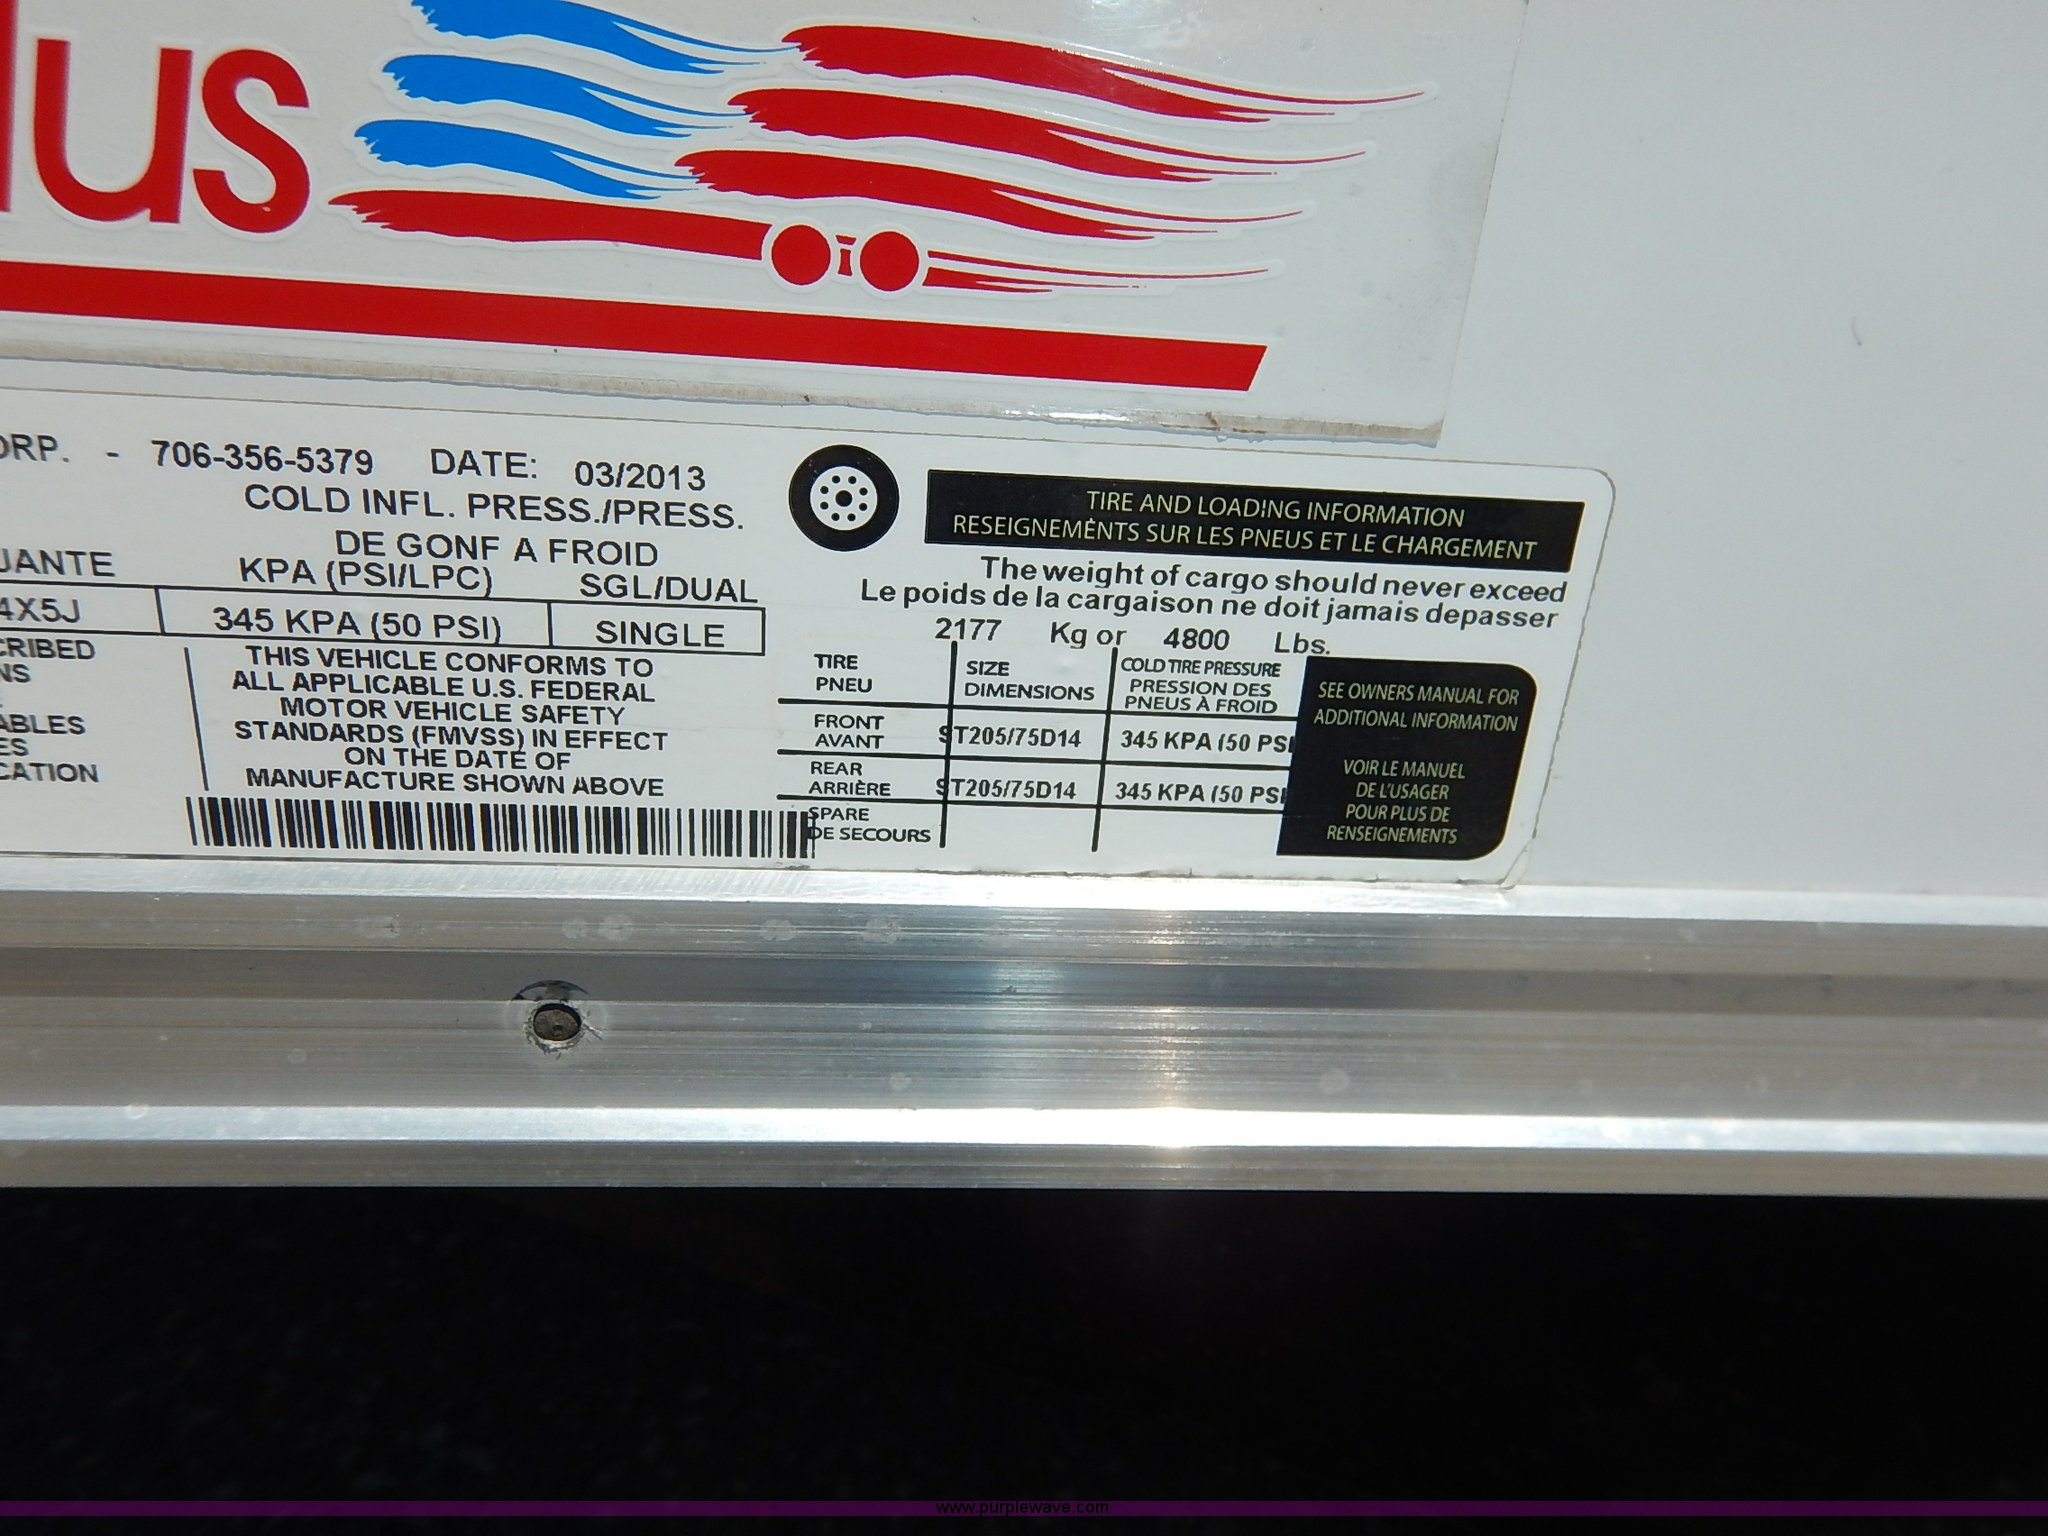 lus
ORP. - 706-356-5379 DATE: 03/2013
COLD INFL. PRESS./PRESS.
DE GONF A FROID
JANTE KPA (PSI/LPC) SGL/DUAL
4X5J 345 KPA (50 PSI) SINGLE
CRIBED
NS
ABLES
ES
CATION
THIS VEHICLE CONFORMS TO
ALL APPLICABLE U.S. FEDERAL
MOTOR VEHICLE SAFETY
STANDARDS (FMVSS) IN EFFECT
ON THE DATE OF
MANUFACTURE SHOWN ABOVE
TIRE AND LOADING INFORMATION
RESEIGNEMENTS SUR LES PNEUS ET LE CHARGEMENT
The weight of cargo should never exceed
Le poids de la cargaison ne doit jamais depasser
2177 Kg or 4800 Lbs.
TIRE
PNEU
SIZE
DIMENSIONS
COLD TIRE PRESSURE
PRESSION DES
PNEUS À FROID
FRONT
AVANT
ST205/75D14
345 KPA (50 PSI
REAR
ARRIÈRE
ST205/75D14
345 KPA (50 PSI
SPARE
DE SECOURS
SEE OWNERS MANUAL FOR
ADDITIONAL INFORMATION
VOIR LE MANUEL
DE L'USAGER
POUR PLUS DE
RENSEIGNEMENTS
www.purplewave.com